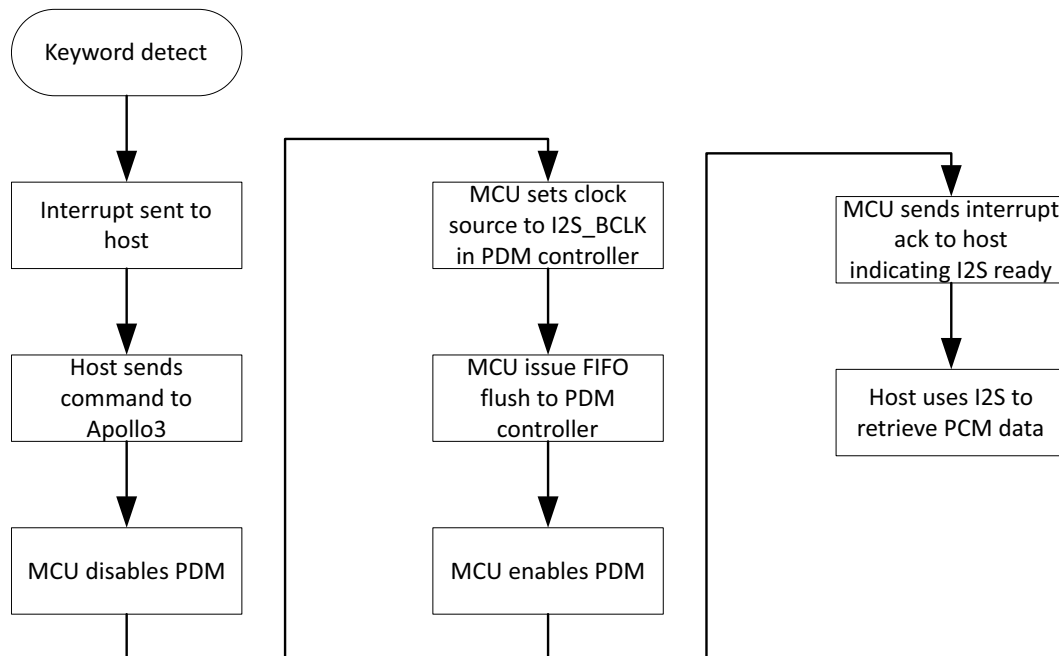 Keyword detect
Interrupt sent to
host
Host sends
command to
Apollo3
MCU disables PDM
MCU sets clock
source to I2S_BCLK
in PDM controller
MCU issue FIFO
flush to PDM
controller
MCU enables PDM
MCU sends interrupt
ack to host
indicating I2S ready
Host uses I2S to
retrieve PCM data